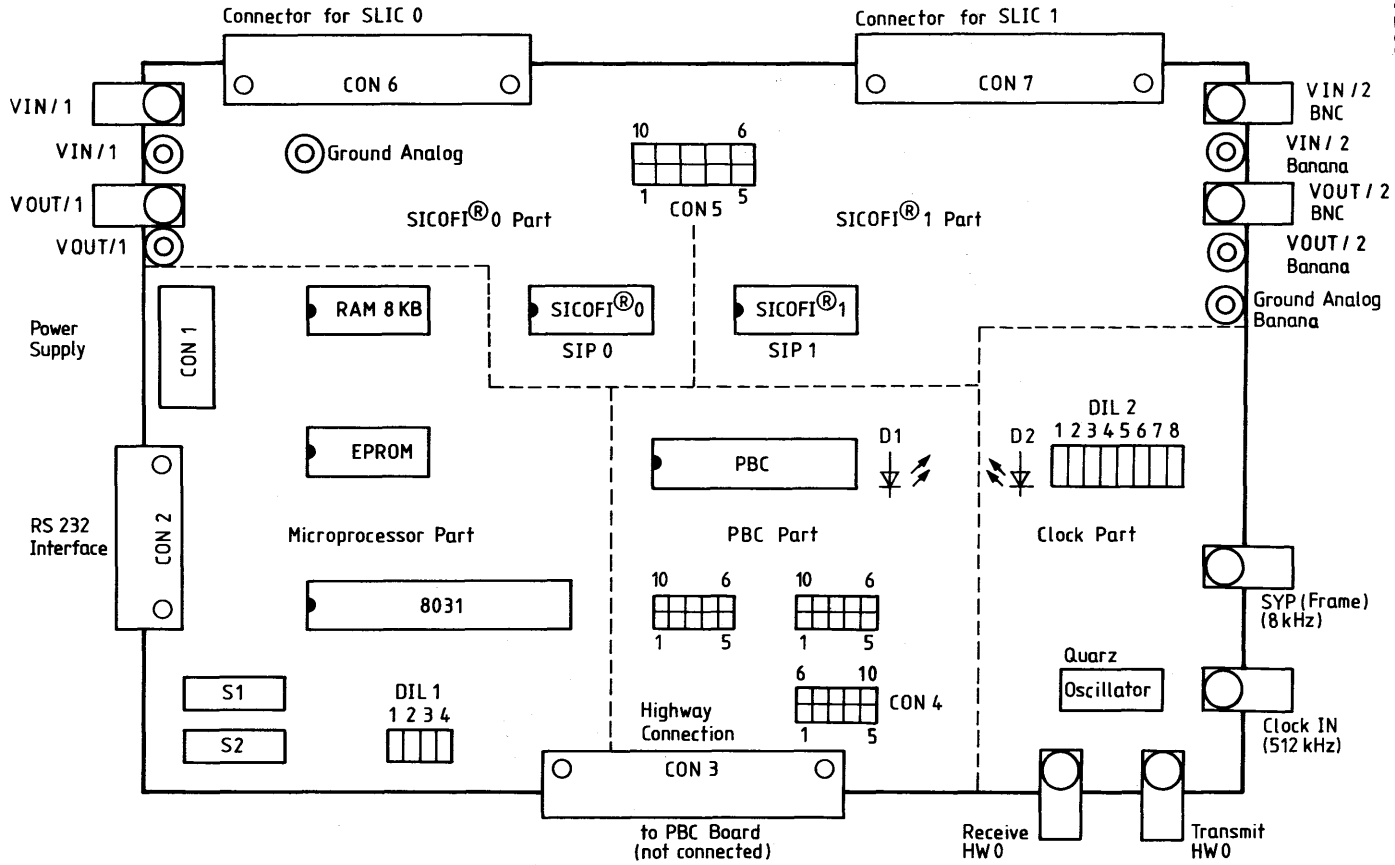 Connector for SLIC 0
Connector for SLIC 1
CON 6
CON 7
VIN/1
VIN/1
VOUT/1
VOUT/1
Ground Analog
10 6
1 5
CON 5
VIN/2
BNC
VIN/2
Banana
VOUT/2
BNC
VOUT/2
Banana
Ground Analog
Banana
SICOFI®0 Part
SICOFI®1 Part
Power
Supply
CON 1
RAM 8 KB
SICOFI®0
SIP 0
SICOFI®1
SIP 1
EPROM
PBC
D1
D2
DIL 2
1 2 3 4 5 6 7 8
RS 232
Interface
CON 2
Microprocessor Part
PBC Part
Clock Part
8031
10 6
1 5
10 6
1 5
SYP (Frame)
(8kHz)
S1
S2
DIL 1
1 2 3 4
6 10
1 5
CON 4
Quarz
Oscillator
Clock IN
(512 kHz)
Highway
Connection
CON 3
to PBC Board
(not connected)
Receive
HW0
Transmit
HW0